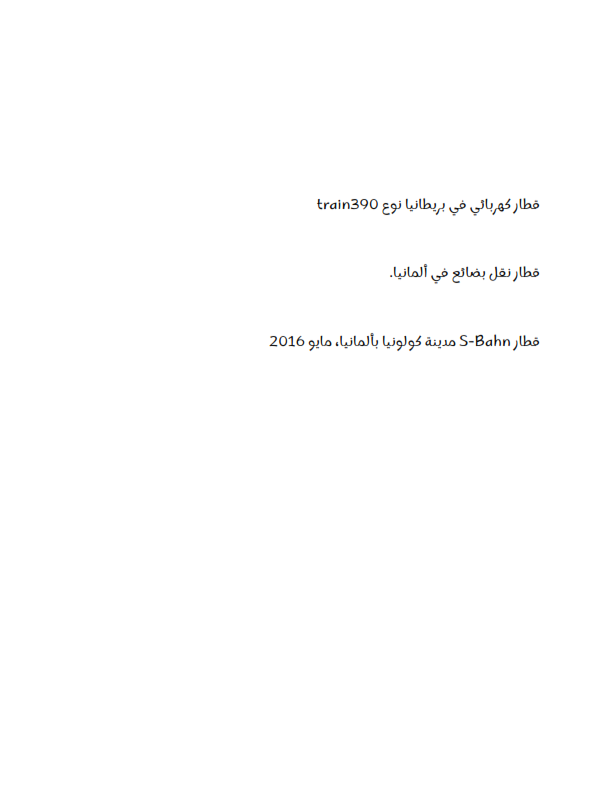 قطار كهربائي في بريطانيا نوع train390
قطار نقل بضائع في ألمانيا.
قطار S-Bahn مدينة كولونيا بألمانيا، مايو 2016